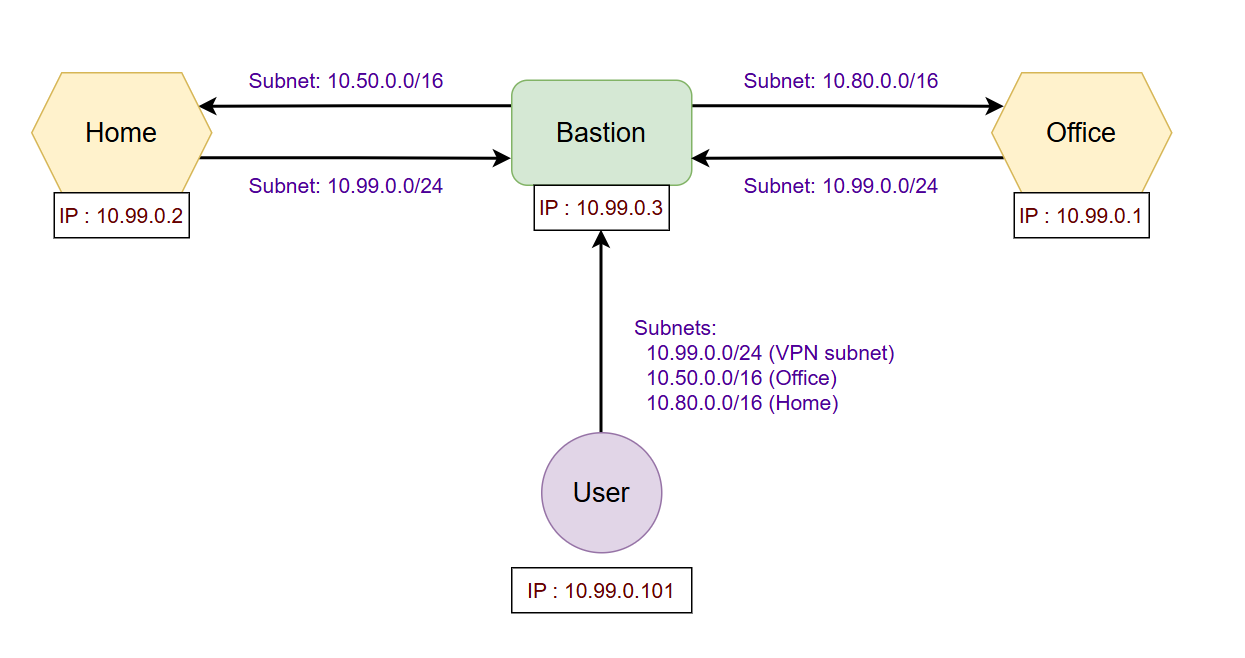 Subnet: 10.50.0.0/16
Subnet: 10.80.0.0/16
Home
Bastion
Office
Subnet: 10.99.0.0/24
Subnet: 10.99.0.0/24
IP : 10.99.0.2
IP : 10.99.0.3
IP : 10.99.0.1
Subnets:
10.99.0.0/24 (VPN subnet)
10.50.0.0/16 (Office)
10.80.0.0/16 (Home)
User
IP : 10.99.0.101